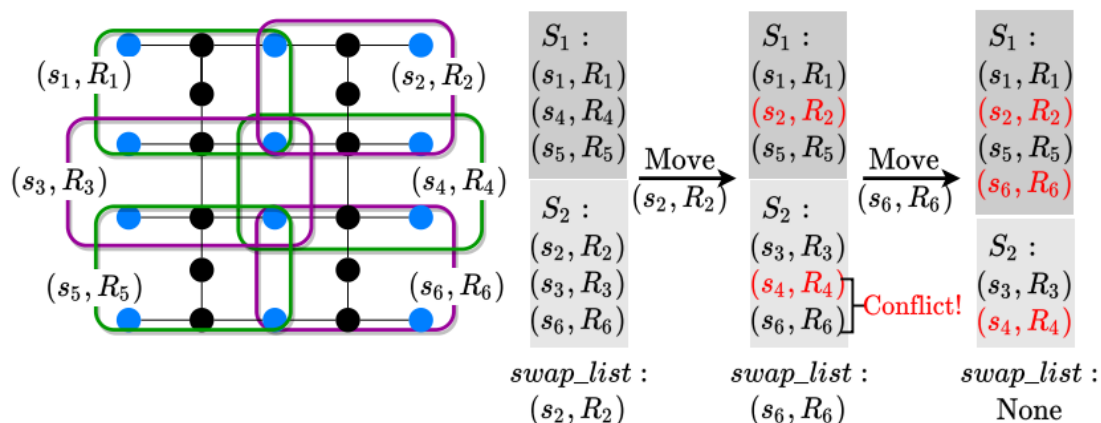 (s₁, R₁)
(s₂, R₂)
(s₃, R₃)
(s₄, R₄)
(s₅, R₅)
(s₆, R₆)
S₁ :
(s₁, R₁)
(s₄, R₄)
(s₅, R₅)
S₂ :
(s₂, R₂)
(s₃, R₃)
(s₆, R₆)
swap_list :
(s₂, R₂)
Move
(s₂, R₂)
S₁ :
(s₁, R₁)
(s₂, R₂)
(s₅, R₅)
S₂ :
(s₃, R₃)
(s₄, R₄)
(s₆, R₆)
Conflict!
swap_list :
(s₆, R₆)
Move
(s₆, R₆)
S₁ :
(s₁, R₁)
(s₂, R₂)
(s₅, R₅)
(s₆, R₆)
S₂ :
(s₃, R₃)
(s₄, R₄)
swap_list :
None